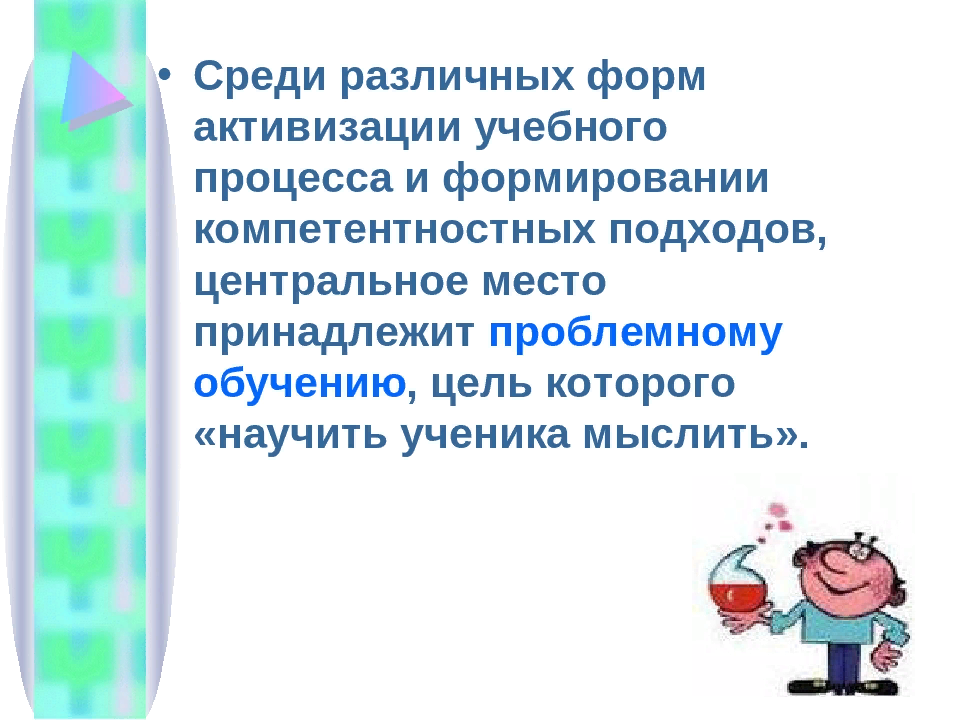 • Среди различных форм
активизации учебного
процесса и формировании
компетентностных подходов,
центральное место
принадлежит проблемному
обучению, цель которого
«научить ученика мыслить».